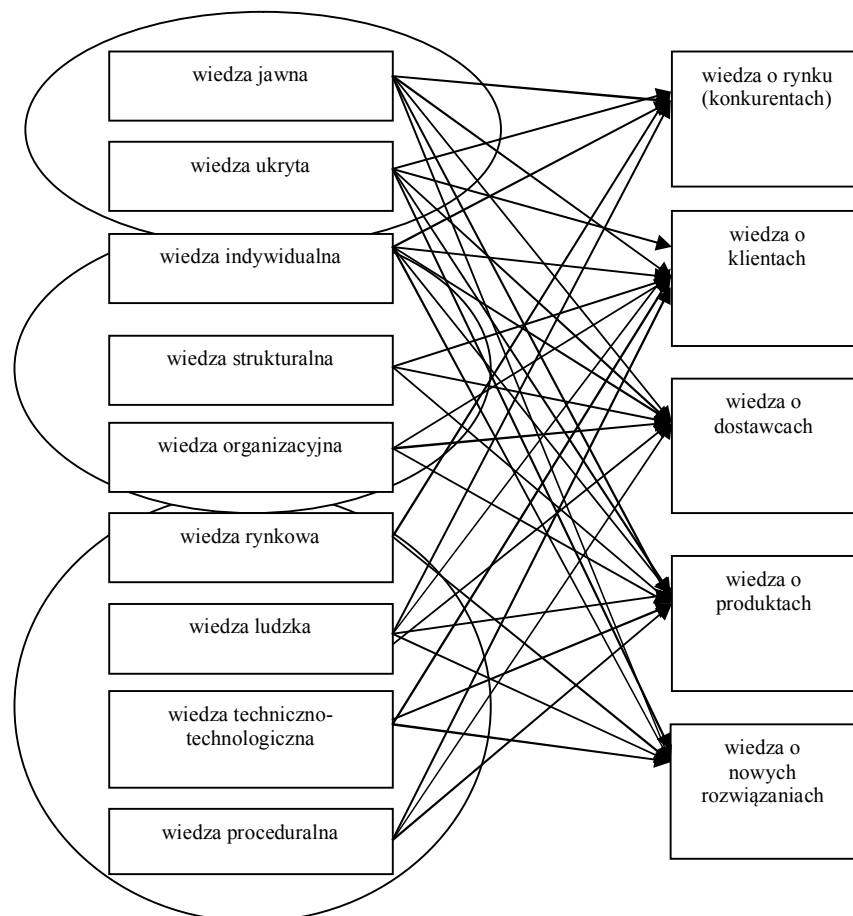 wiedza jawna
wiedza ukryta
wiedza indywidualna
wiedza strukturalna
wiedza organizacyjna
wiedza rynkowa
wiedza ludzka
wiedza techniczno-
technologiczna
wiedza proceduralna
wiedza o rynku
(konkurentach)
wiedza o
klientach
wiedza o
dostawcach
wiedza o
produktach
wiedza o
nowych
rozwiązaniach